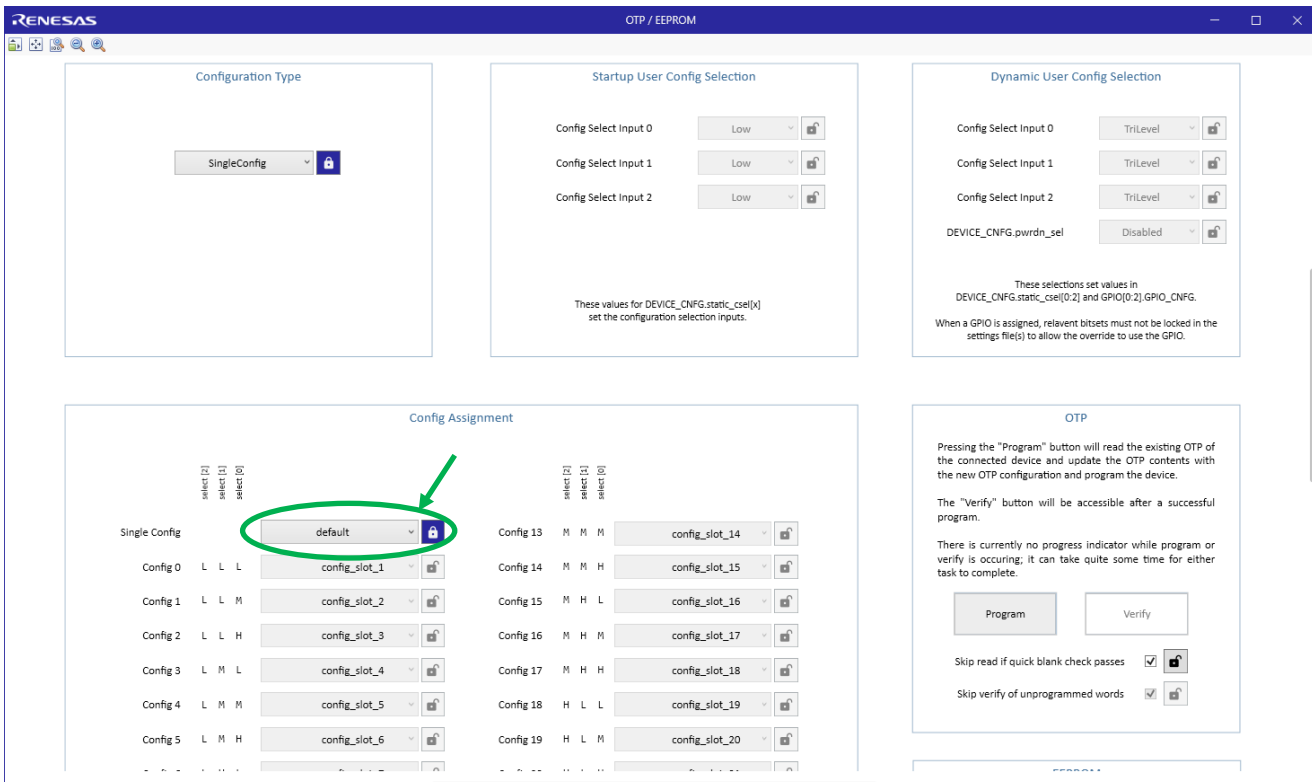 RENESAS
OTP / EEPROM
Configuration Type
SingleConfig
Startup User Config Selection
Config Select Input 0 Low
Config Select Input 1 Low
Config Select Input 2 Low
These values for DEVICE_CNFG.static_csel[x]
set the configuration selection inputs.
Dynamic User Config Selection
Config Select Input 0 TriLevel
Config Select Input 1 TriLevel
Config Select Input 2 TriLevel
DEVICE_CNFG.pwrdn_sel Disabled
These selections set values in
DEVICE_CNFG.static_csel[0:2] and GPIO[0:2].GPIO_CNFG.
When a GPIO is assigned, relavent bitsets must not be locked in the
settings file(s) to allow the override to use the GPIO.
Config Assignment
select [2] select [1] select [0]
Single Config default
Config 0 L L L config_slot_1
Config 1 L L M config_slot_2
Config 2 L L H config_slot_3
Config 3 L M L config_slot_4
Config 4 L M M config_slot_5
Config 5 L M H config_slot_6
select [2] select [1] select [0]
Config 13 M M M config_slot_14
Config 14 M M H config_slot_15
Config 15 M H L config_slot_16
Config 16 M H M config_slot_17
Config 17 M H H config_slot_18
Config 18 H L L config_slot_19
Config 19 H L M config_slot_20
OTP
Pressing the "Program" button will read the existing OTP of
the connected device and update the OTP contents with
the new OTP configuration and program the device.
The "Verify" button will be accessible after a successful
program.
There is currently no progress indicator while program or
verify is occuring; it can take quite some time for either
task to complete.
Program Verify
Skip read if quick blank check passes
Skip verify of unprogrammed words